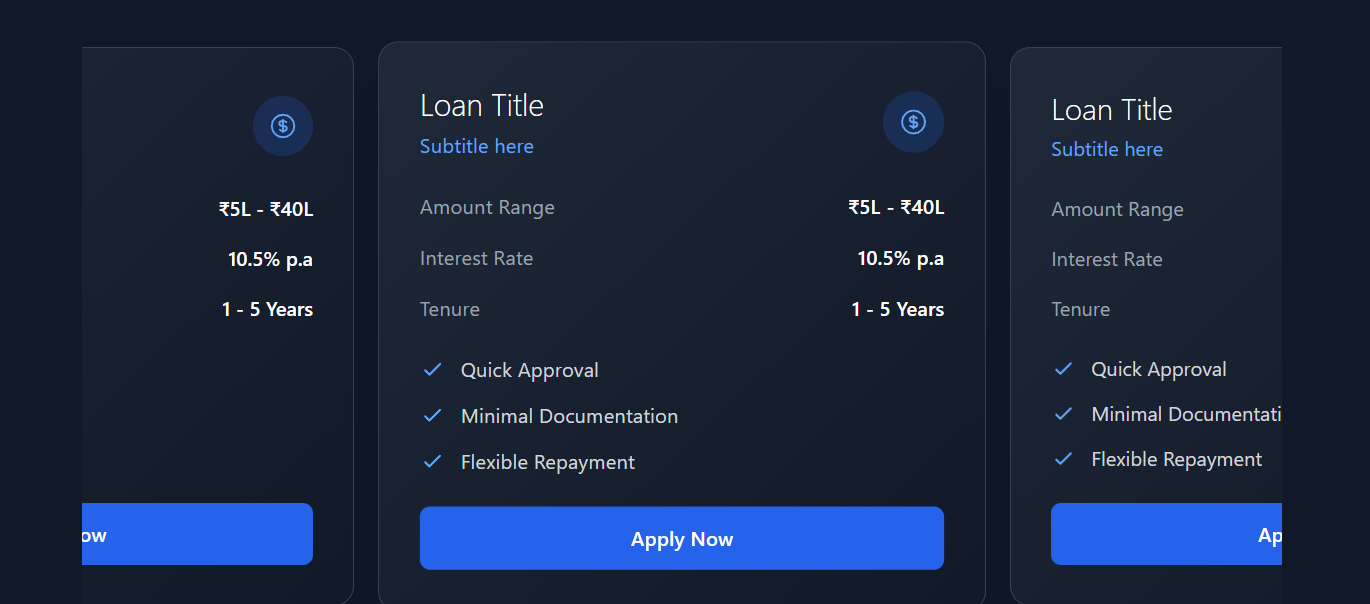 ₹5L - ₹40L
10.5% p.a
1 - 5 Years
ow
Loan Title
Subtitle here
Amount Range ₹5L - ₹40L
Interest Rate 10.5% p.a
Tenure 1 - 5 Years
Quick Approval
Minimal Documentation
Flexible Repayment
Apply Now
Loan Title
Subtitle here
Amount Range
Interest Rate
Tenure
Quick Approval
Minimal Documentati
Flexible Repayment
Ap